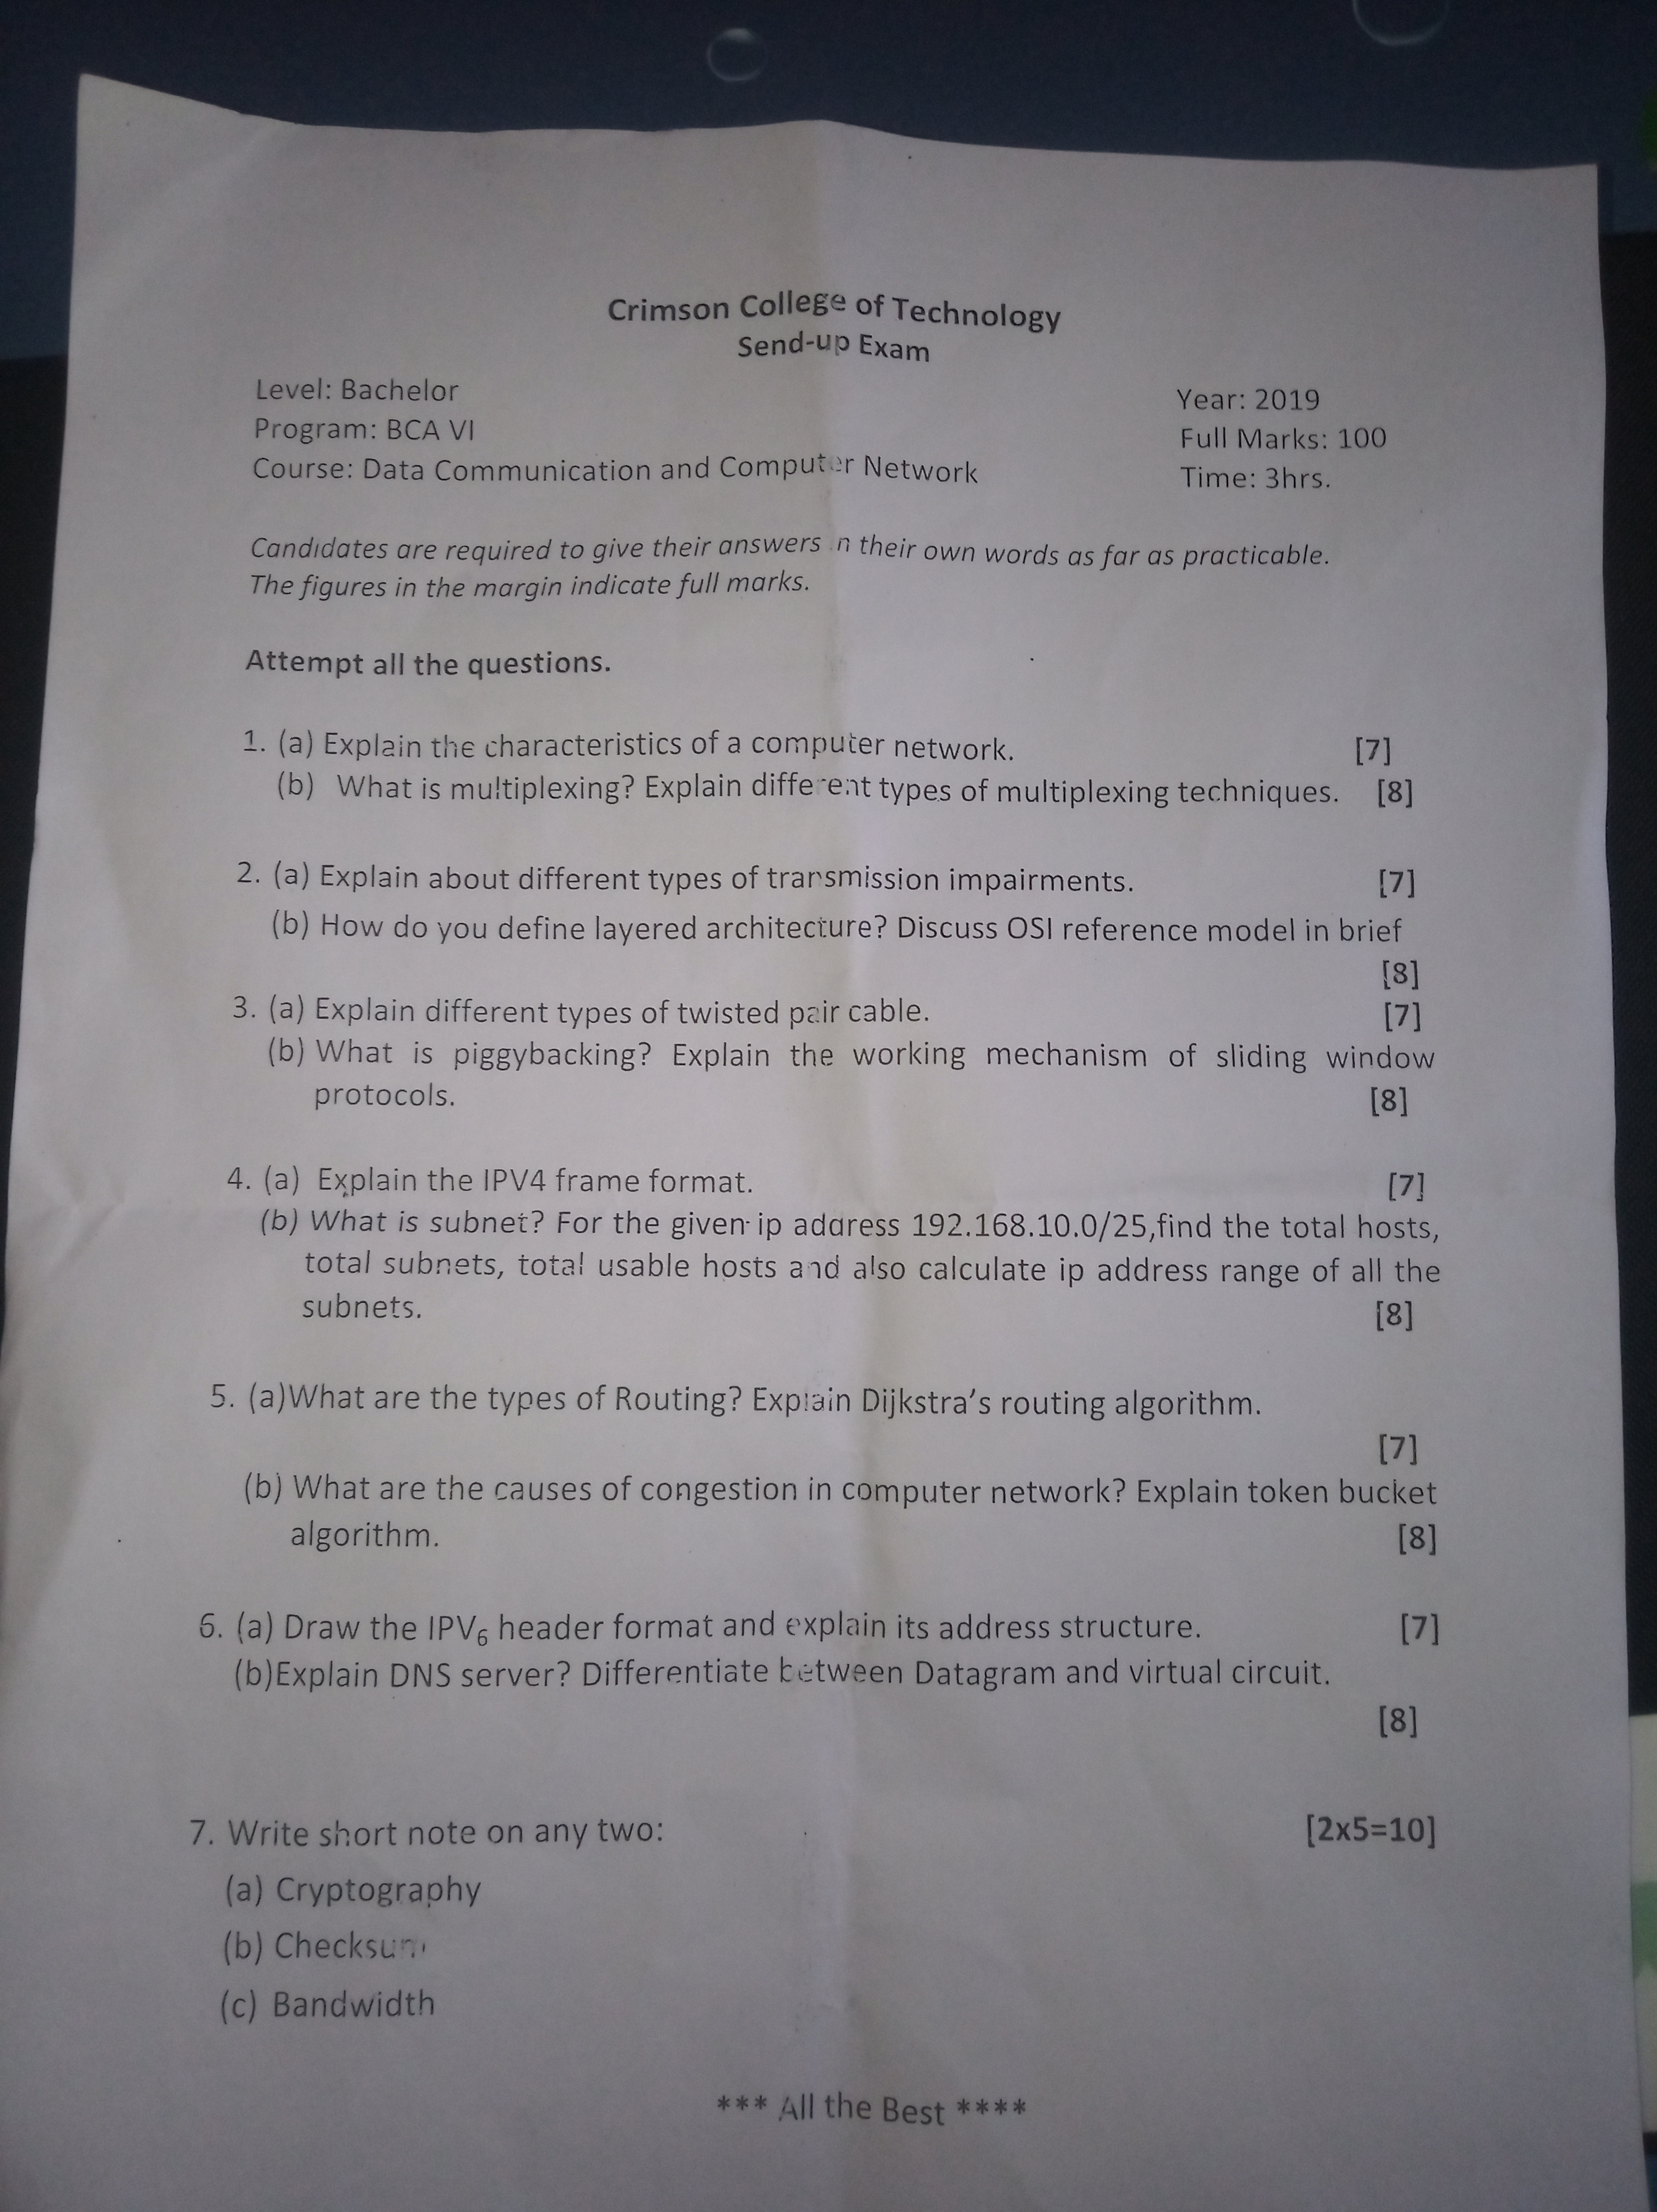 Crimson College of Technology
Send-up Exam
Level: Bachelor
Year: 2019
Program: BCA VI
Full Marks: 100
Course: Data Communication and Computer Network
Time: 3hrs.
Candidates are required to give their answers in their own words as far as practicable.
The figures in the margin indicate full marks.
Attempt all the questions.
1. (a) Explain the characteristics of a computer network. [7]
(b) What is multiplexing? Explain different types of multiplexing techniques. [8]
2. (a) Explain about different types of transmission impairments. [7]
(b) How do you define layered architecture? Discuss OSI reference model in brief
[8]
3. (a) Explain different types of twisted pair cable. [7]
(b) What is piggybacking? Explain the working mechanism of sliding window
protocols. [8]
4. (a) Explain the IPV4 frame format. [7]
(b) What is subnet? For the given ip address 192.168.10.0/25,find the total hosts,
total subnets, total usable hosts and also calculate ip address range of all the
subnets. [8]
5. (a)What are the types of Routing? Explain Dijkstra's routing algorithm.
[7]
(b) What are the causes of congestion in computer network? Explain token bucket
algorithm. [8]
6. (a) Draw the IPV6 header format and explain its address structure. [7]
(b)Explain DNS server? Differentiate between Datagram and virtual circuit.
[8]
7. Write short note on any two: [2x5=10]
(a) Cryptography
(b) Checksum
(c) Bandwidth
*** All the Best ****